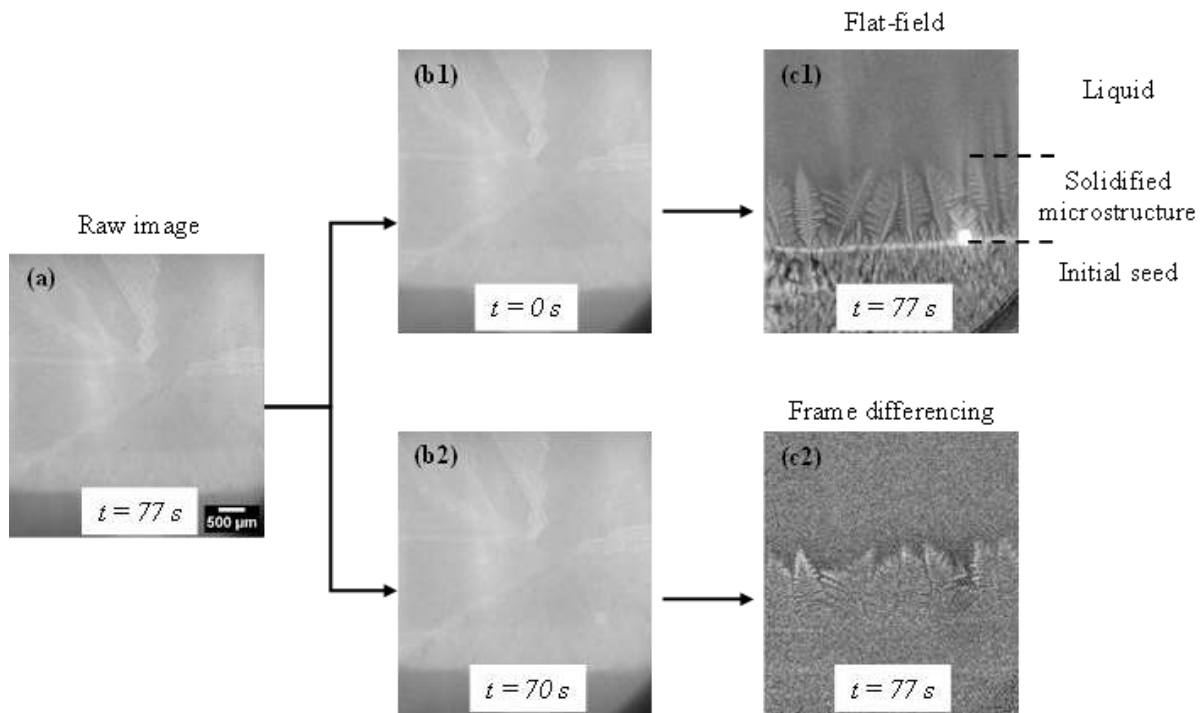 Flat-field
(b1)
(c1)
Liquid
Solidified
microstructure
Raw image
(a)
Initial seed
t = 0 s
t = 77 s
Frame differencing
(b2)
(c2)
t = 77 s
500 µm
t = 70 s
t = 77 s